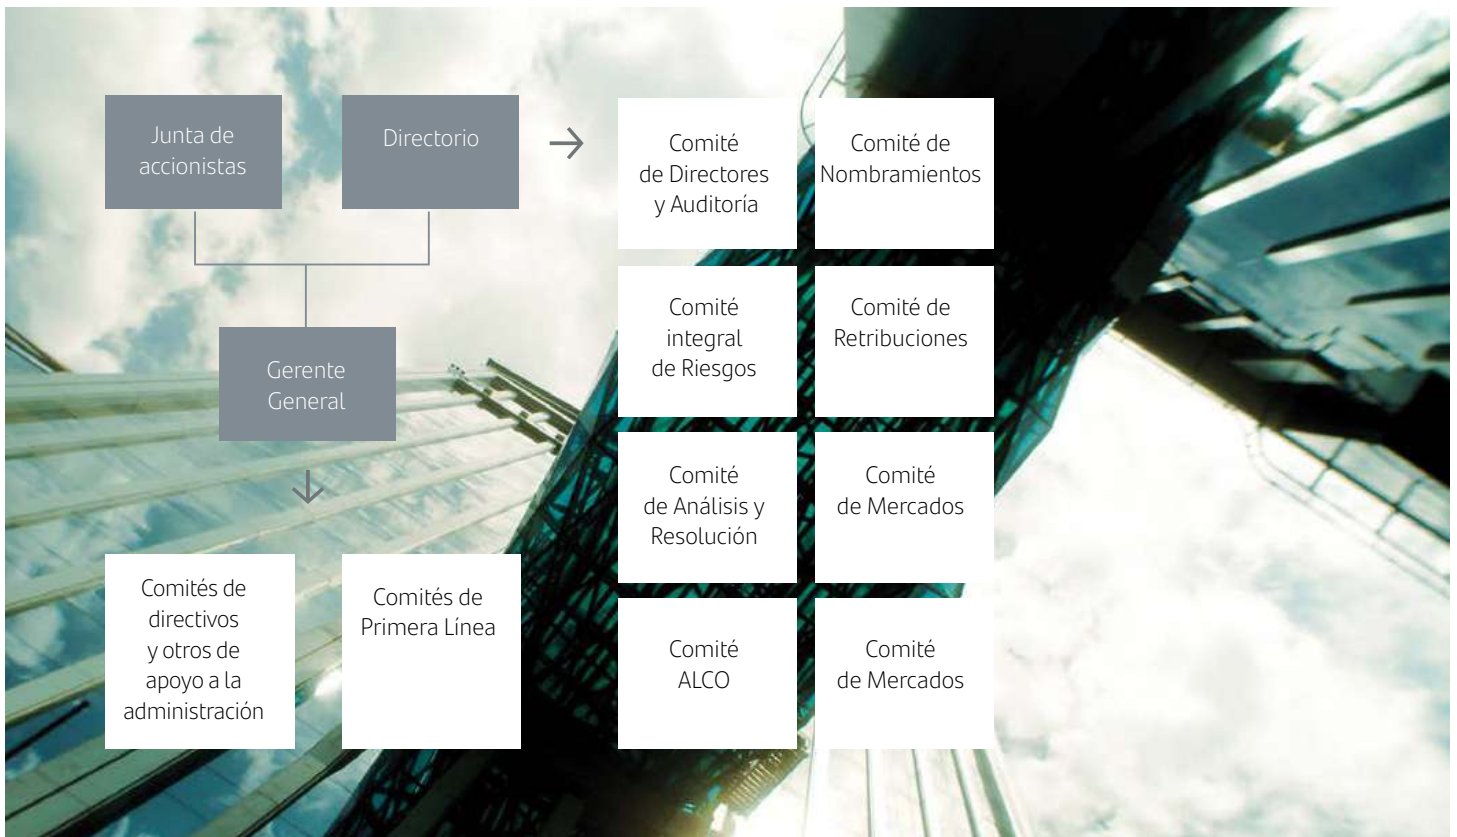 Junta de
accionistas
Directorio
Gerente
General
Comités de
directivos
y otros de
apoyo a la
administración
Comités de
Primera Línea
Comité
de Directores
y Auditoría
Comité de
Nombramientos
Comité
integral
de Riesgos
Comité de
Retribuciones
Comité
de Análisis y
Resolución
Comité
de Mercados
Comité
ALCO
Comité
de Mercados